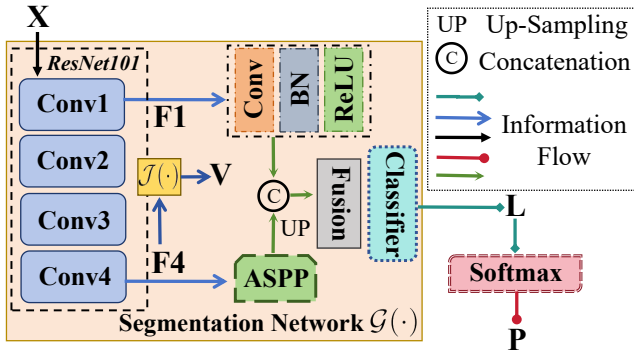 X
ResNet101
Conv1
Conv2
Conv3
Conv4
F1
𝒥(·)
V
F4
Conv
BN
ReLU
C
UP
ASPP
Fusion
Classifier
Segmentation Network 𝒢(·)
UP Up-Sampling
C Concatenation
Information
Flow
L
Softmax
P